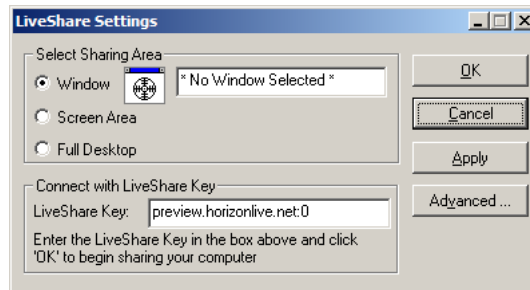 LiveShare Settings
Select Sharing Area
Window
* No Window Selected *
Screen Area
Full Desktop
OK
Cancel
Apply
Advanced ...
Connect with LiveShare Key
LiveShare Key:
preview.horizonlive.net:0
Enter the LiveShare Key in the box above and click
'OK' to begin sharing your computer